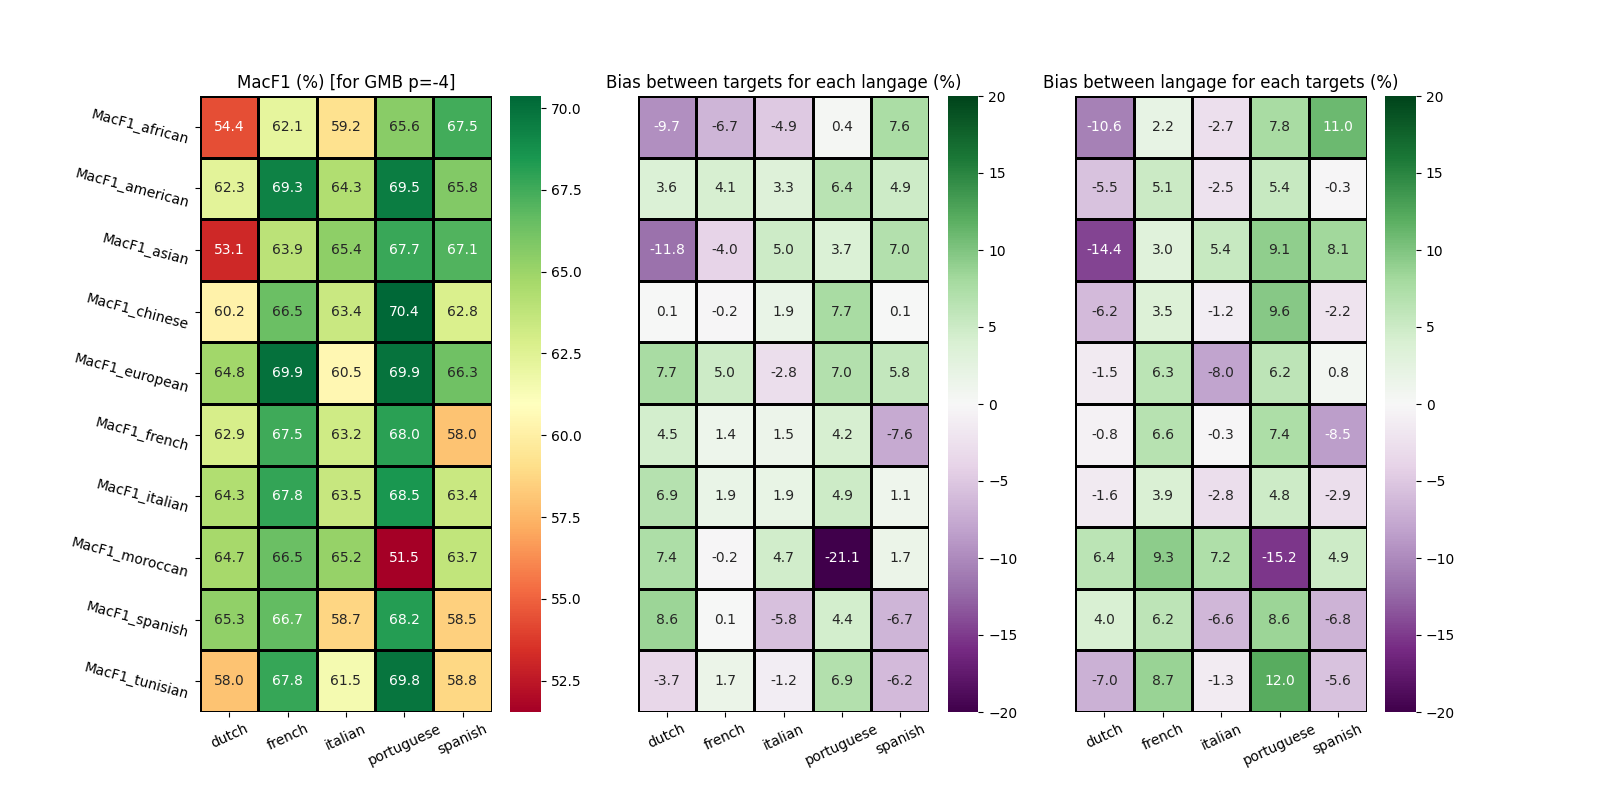 MacF1 (%) [for GMB p=-4]
MacF1_african 54.4 62.1 59.2 65.6 67.5
MacF1_american 62.3 69.3 64.3 69.5 65.8
MacF1_asian 53.1 63.9 65.4 67.7 67.1
MacF1_chinese 60.2 66.5 63.4 70.4 62.8
MacF1_european 64.8 69.9 60.5 69.9 66.3
MacF1_french 62.9 67.5 63.2 68.0 58.0
MacF1_italian 64.3 67.8 63.5 68.5 63.4
MacF1_moroccan 64.7 66.5 65.2 51.5 63.7
MacF1_spanish 65.3 66.7 58.7 68.2 58.5
MacF1_tunisian 58.0 67.8 61.5 69.8 58.8
dutch french italian portuguese spanish
70.0
67.5
65.0
62.5
60.0
57.5
55.0
52.5
Bias between targets for each langage (%)
-9.7 -6.7 -4.9 0.4 7.6
3.6 4.1 3.3 6.4 4.9
-11.8 -4.0 5.0 3.7 7.0
0.1 -0.2 1.9 7.7 0.1
7.7 5.0 -2.8 7.0 5.8
4.5 1.4 1.5 4.2 -7.6
6.9 1.9 1.9 4.9 1.1
7.4 -0.2 4.7 -21.1 1.7
8.6 0.1 -5.8 4.4 -6.7
-3.7 1.7 -1.2 6.9 -6.2
dutch french italian portuguese spanish
20
15
10
5
0
−5
−10
−15
−20
Bias between langage for each targets (%)
-10.6 2.2 -2.7 7.8 11.0
-5.5 5.1 -2.5 5.4 -0.3
-14.4 3.0 5.4 9.1 8.1
-6.2 3.5 -1.2 9.6 -2.2
-1.5 6.3 -8.0 6.2 0.8
-0.8 6.6 -0.3 7.4 -8.5
-1.6 3.9 -2.8 4.8 -2.9
6.4 9.3 7.2 -15.2 4.9
4.0 6.2 -6.6 8.6 -6.8
-7.0 8.7 -1.3 12.0 -5.6
dutch french italian portuguese spanish
20
15
10
5
0
−5
−10
−15
−20